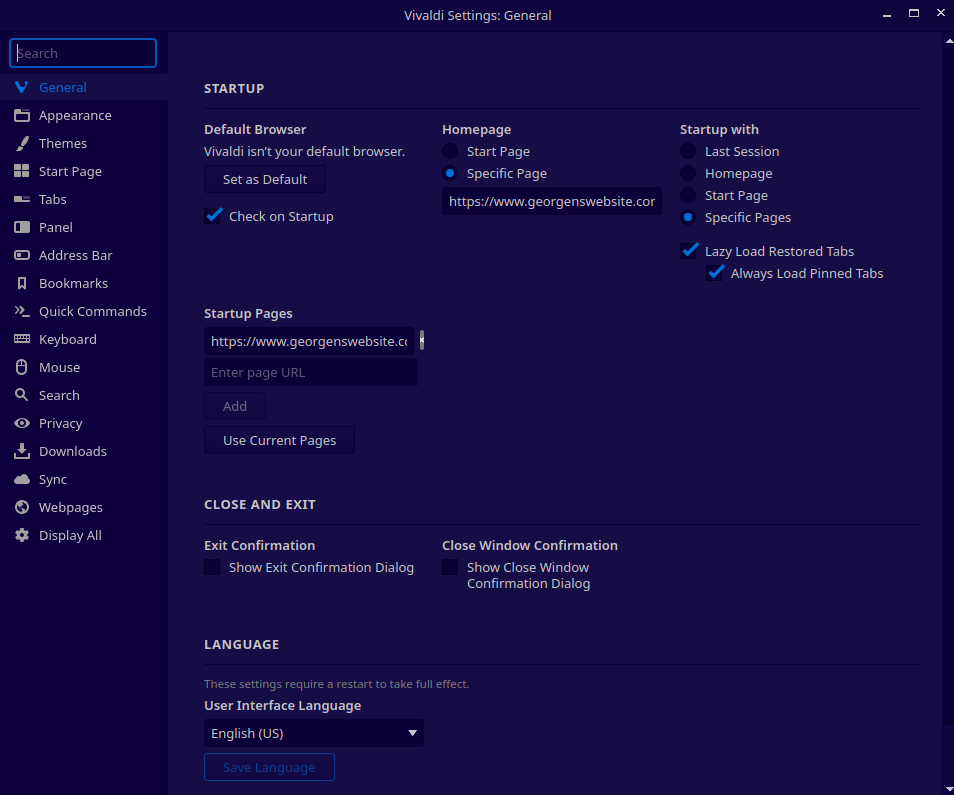 Vivaldi Settings: General
Search
General
Appearance
Themes
Start Page
Tabs
Panel
Address Bar
Bookmarks
Quick Commands
Keyboard
Mouse
Search
Privacy
Downloads
Sync
Webpages
Display All
STARTUP
Default Browser
Vivaldi isn’t your default browser.
Set as Default
Check on Startup
Homepage
Start Page
Specific Page
https://www.georgenswebsite.cor
Startup with
Last Session
Homepage
Start Page
Specific Pages
Lazy Load Restored Tabs
Always Load Pinned Tabs
Startup Pages
https://www.georgenswebsite.cc
Enter page URL
Add
Use Current Pages
CLOSE AND EXIT
Exit Confirmation
Show Exit Confirmation Dialog
Close Window Confirmation
Show Close Window
Confirmation Dialog
LANGUAGE
These settings require a restart to take full effect.
User Interface Language
English (US)
Save Language